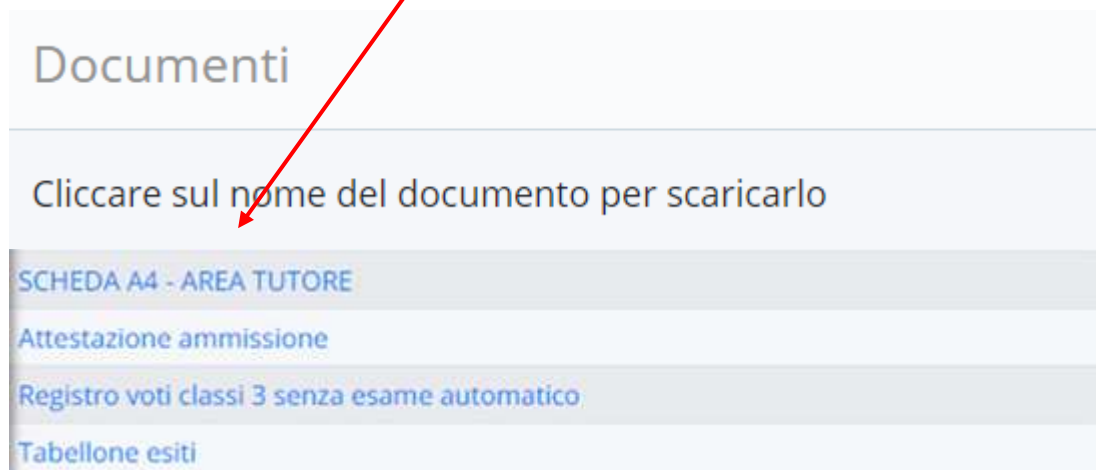 Documenti
Cliccare sul nome del documento per scaricarlo
SCHEDA A4 - AREA TUTORE
Attestazione ammissione
Registro voti classi 3 senza esame automatico
Tabellone esiti